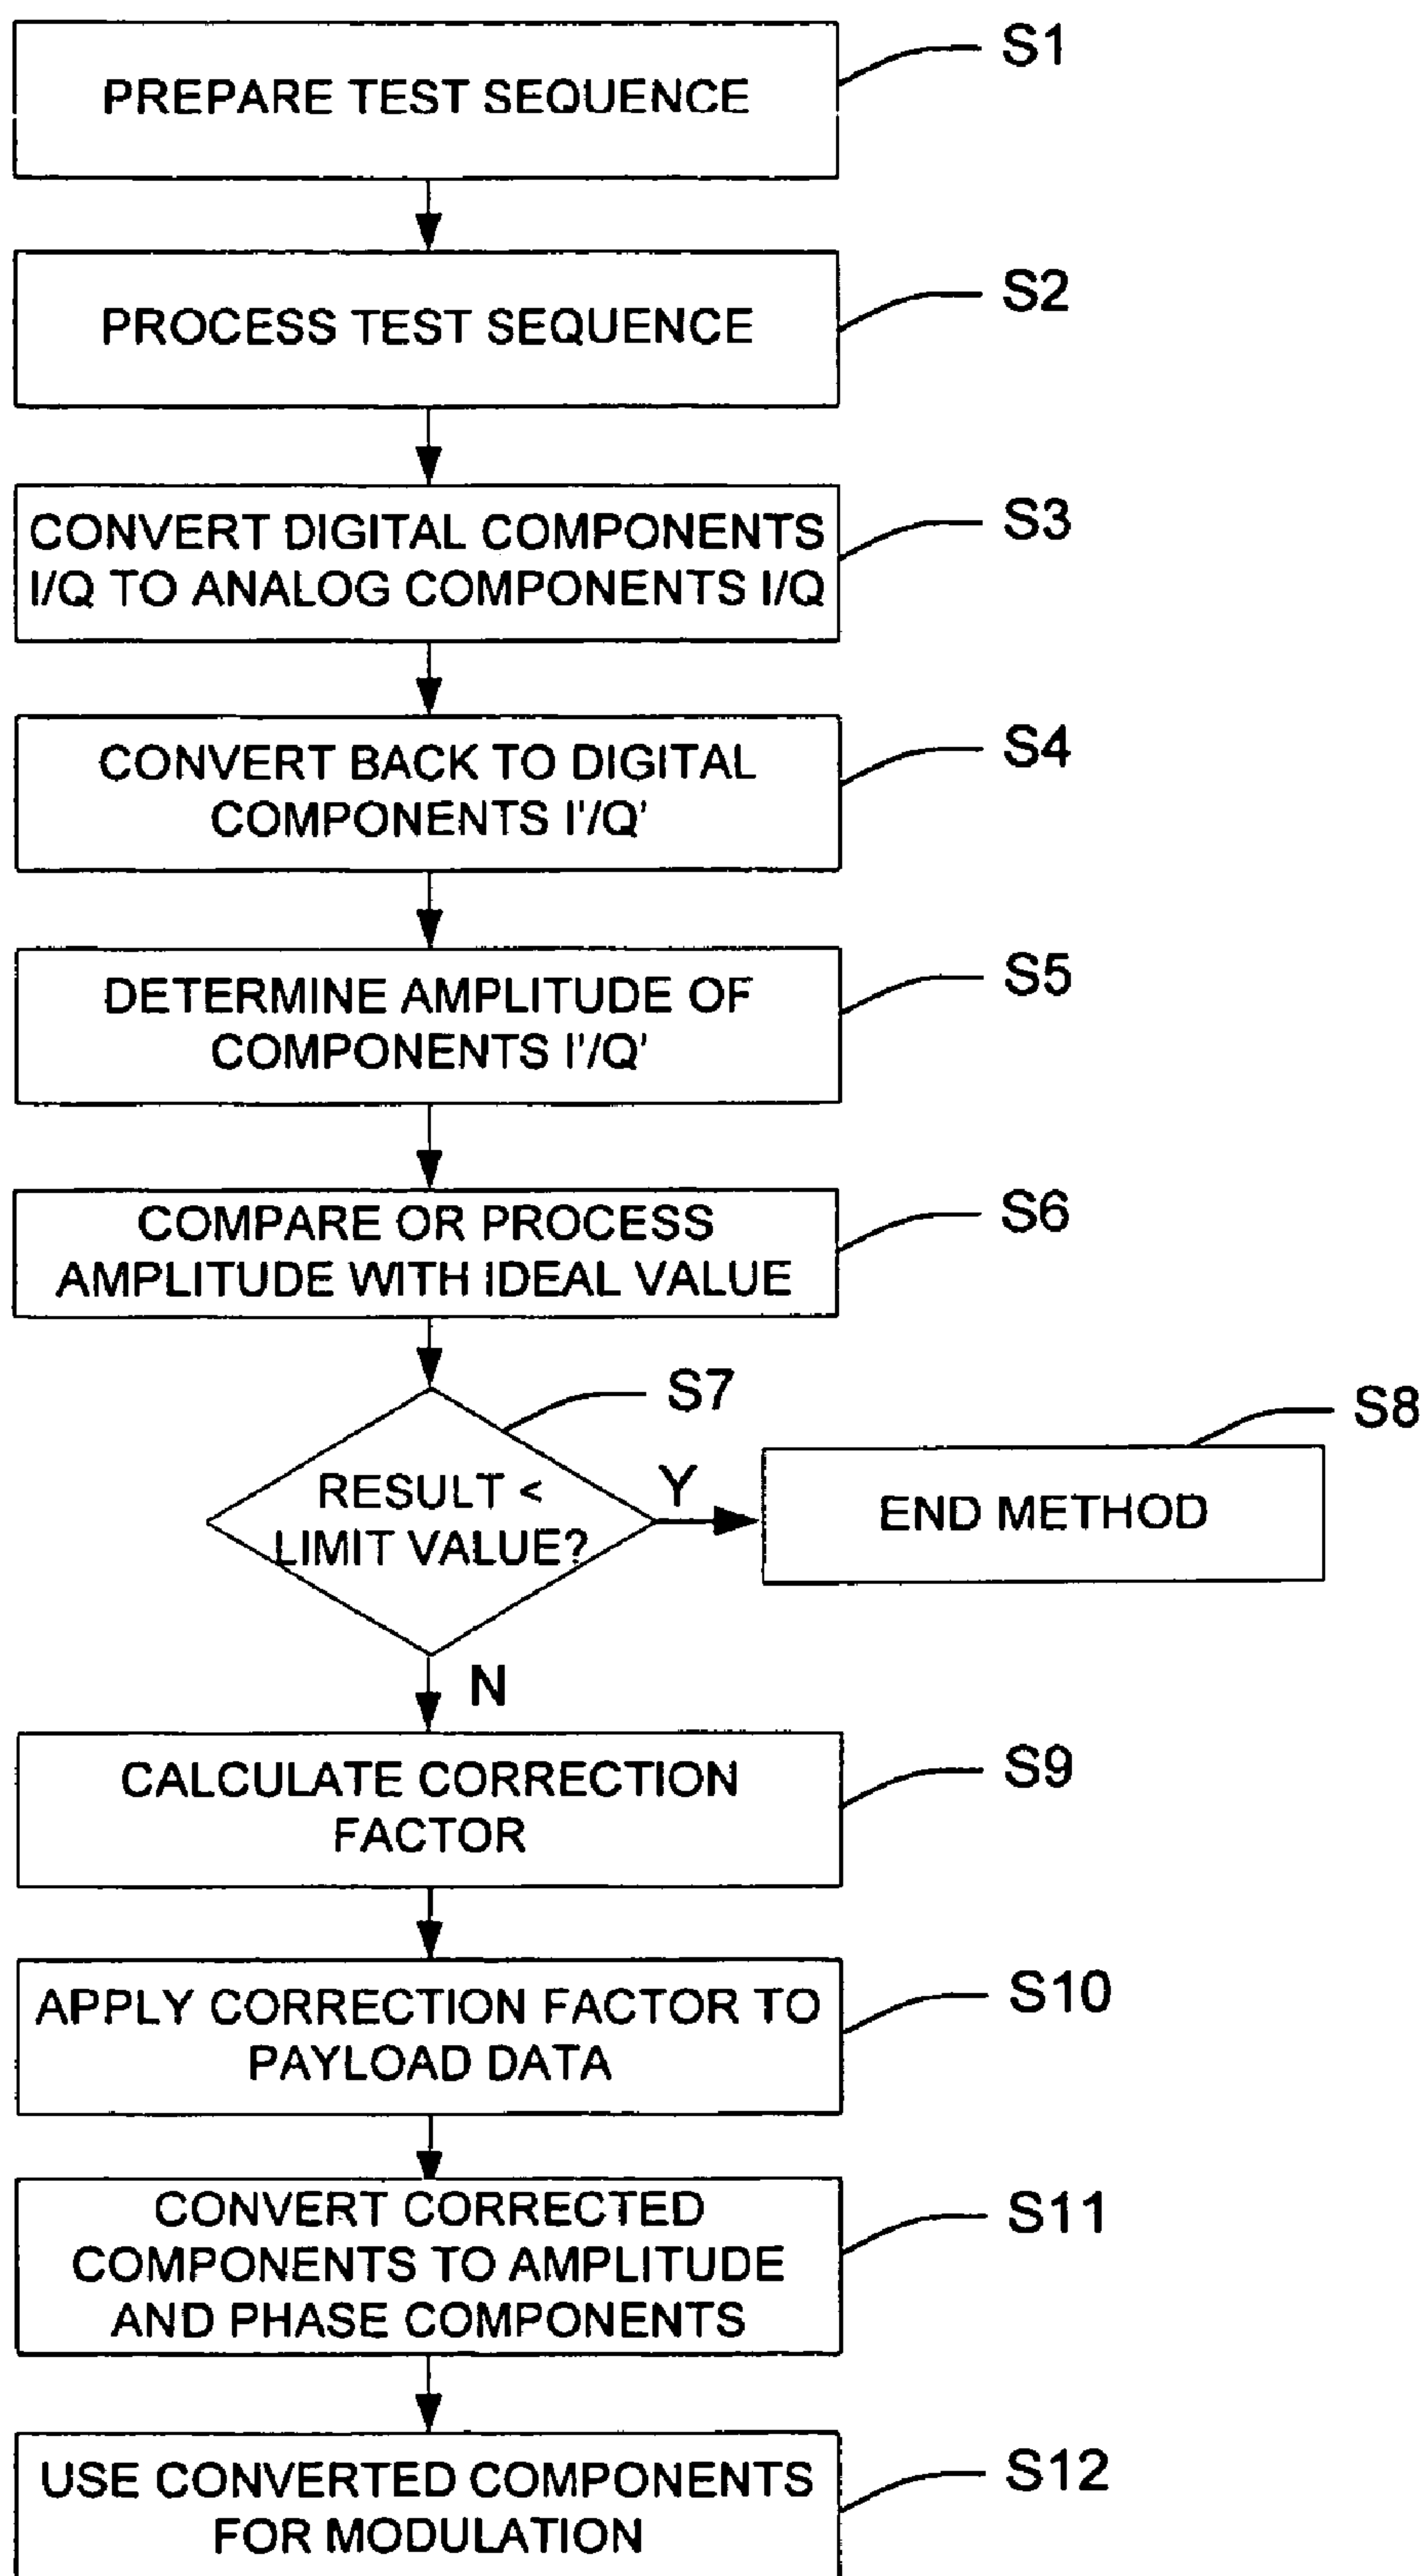 PREPARE TEST SEQUENCE
S1
PROCESS TEST SEQUENCE
S2
CONVERT DIGITAL COMPONENTS
I/Q TO ANALOG COMPONENTS I/Q
S3
CONVERT BACK TO DIGITAL
COMPONENTS I'/Q'
S4
DETERMINE AMPLITUDE OF
COMPONENTS I'/Q'
S5
COMPARE OR PROCESS
AMPLITUDE WITH IDEAL VALUE
S6
RESULT <
LIMIT VALUE?
S7
Y
END METHOD
S8
N
CALCULATE CORRECTION
FACTOR
S9
APPLY CORRECTION FACTOR TO
PAYLOAD DATA
S10
CONVERT CORRECTED
COMPONENTS TO AMPLITUDE
AND PHASE COMPONENTS
S11
USE CONVERTED COMPONENTS
FOR MODULATION
S12